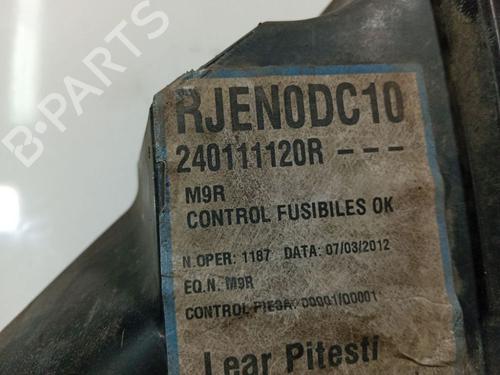 RJEN0DC10
240111120R ---
M9R
CONTROL FUSIBILES OK
N.OPER: 1187 DATA: 07/03/2012
EQ.N. M9R
CONTROL PIESA: 00001/00001
Lear Pitesti
B-PARTS